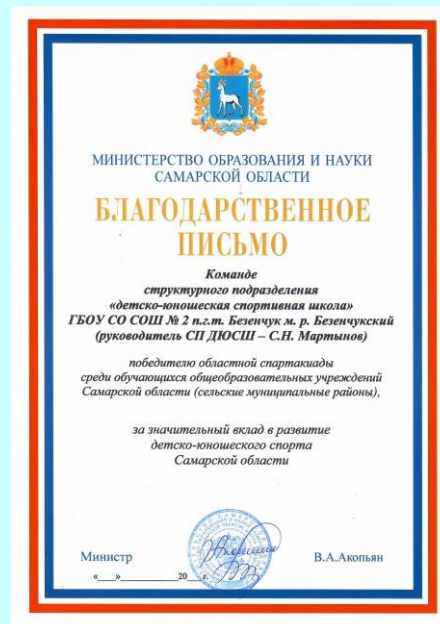 МИНИСТЕРСТВО ОБРАЗОВАНИЯ И НАУКИ
САМАРСКОЙ ОБЛАСТИ
БЛАГОДАРСТВЕННОЕ
ПИСЬМО
Команде
структурного подразделения
«детско-юношеская спортивная школа»
ГБОУ СО СОШ № 2 п.г.т. Безенчук м. р. Безенчукский
(руководитель СП ДЮСШ – С.Н. Мартынов)
победителю областной спартакиады
среди обучающихся общеобразовательных учреждений
Самарской области (сельские муниципальные районы),
за значительный вклад в развитие
детско-юношеского спорта
Самарской области
Министр В.А.Акопьян
«___»____________20__г.